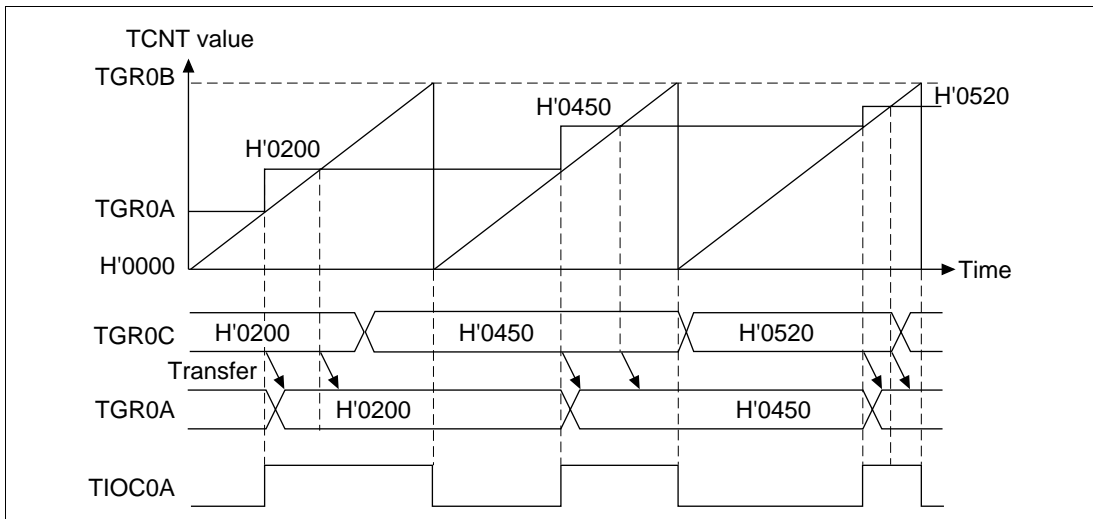 TCNT value
TGR0B
H'0520
H'0450
H'0200
TGR0A
H'0000
Time
TGR0C
H'0200
H'0450
H'0520
Transfer
TGR0A
H'0200
H'0450
TIOC0A